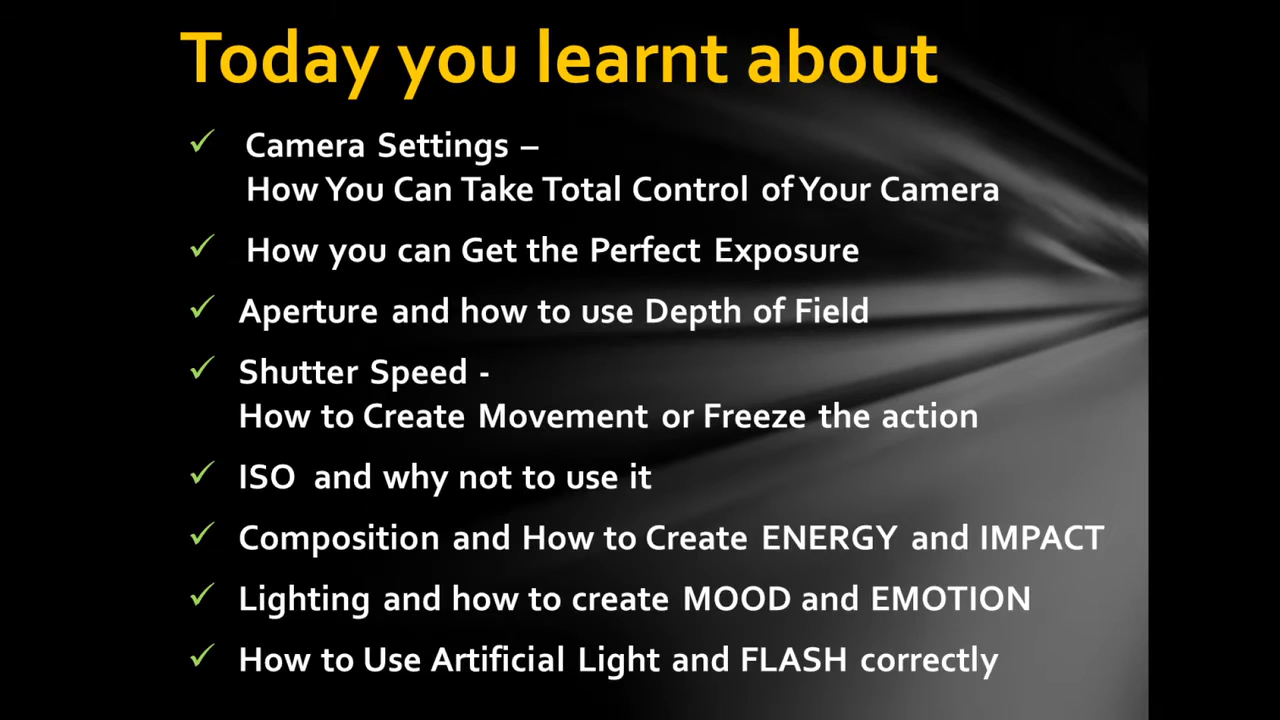 Today you learnt about
✓ Camera Settings –
How You Can Take Total Control of Your Camera
✓ How you can Get the Perfect Exposure
✓ Aperture and how to use Depth of Field
✓ Shutter Speed -
How to Create Movement or Freeze the action
✓ ISO and why not to use it
✓ Composition and How to Create ENERGY and IMPACT
✓ Lighting and how to create MOOD and EMOTION
✓ How to Use Artificial Light and FLASH correctly